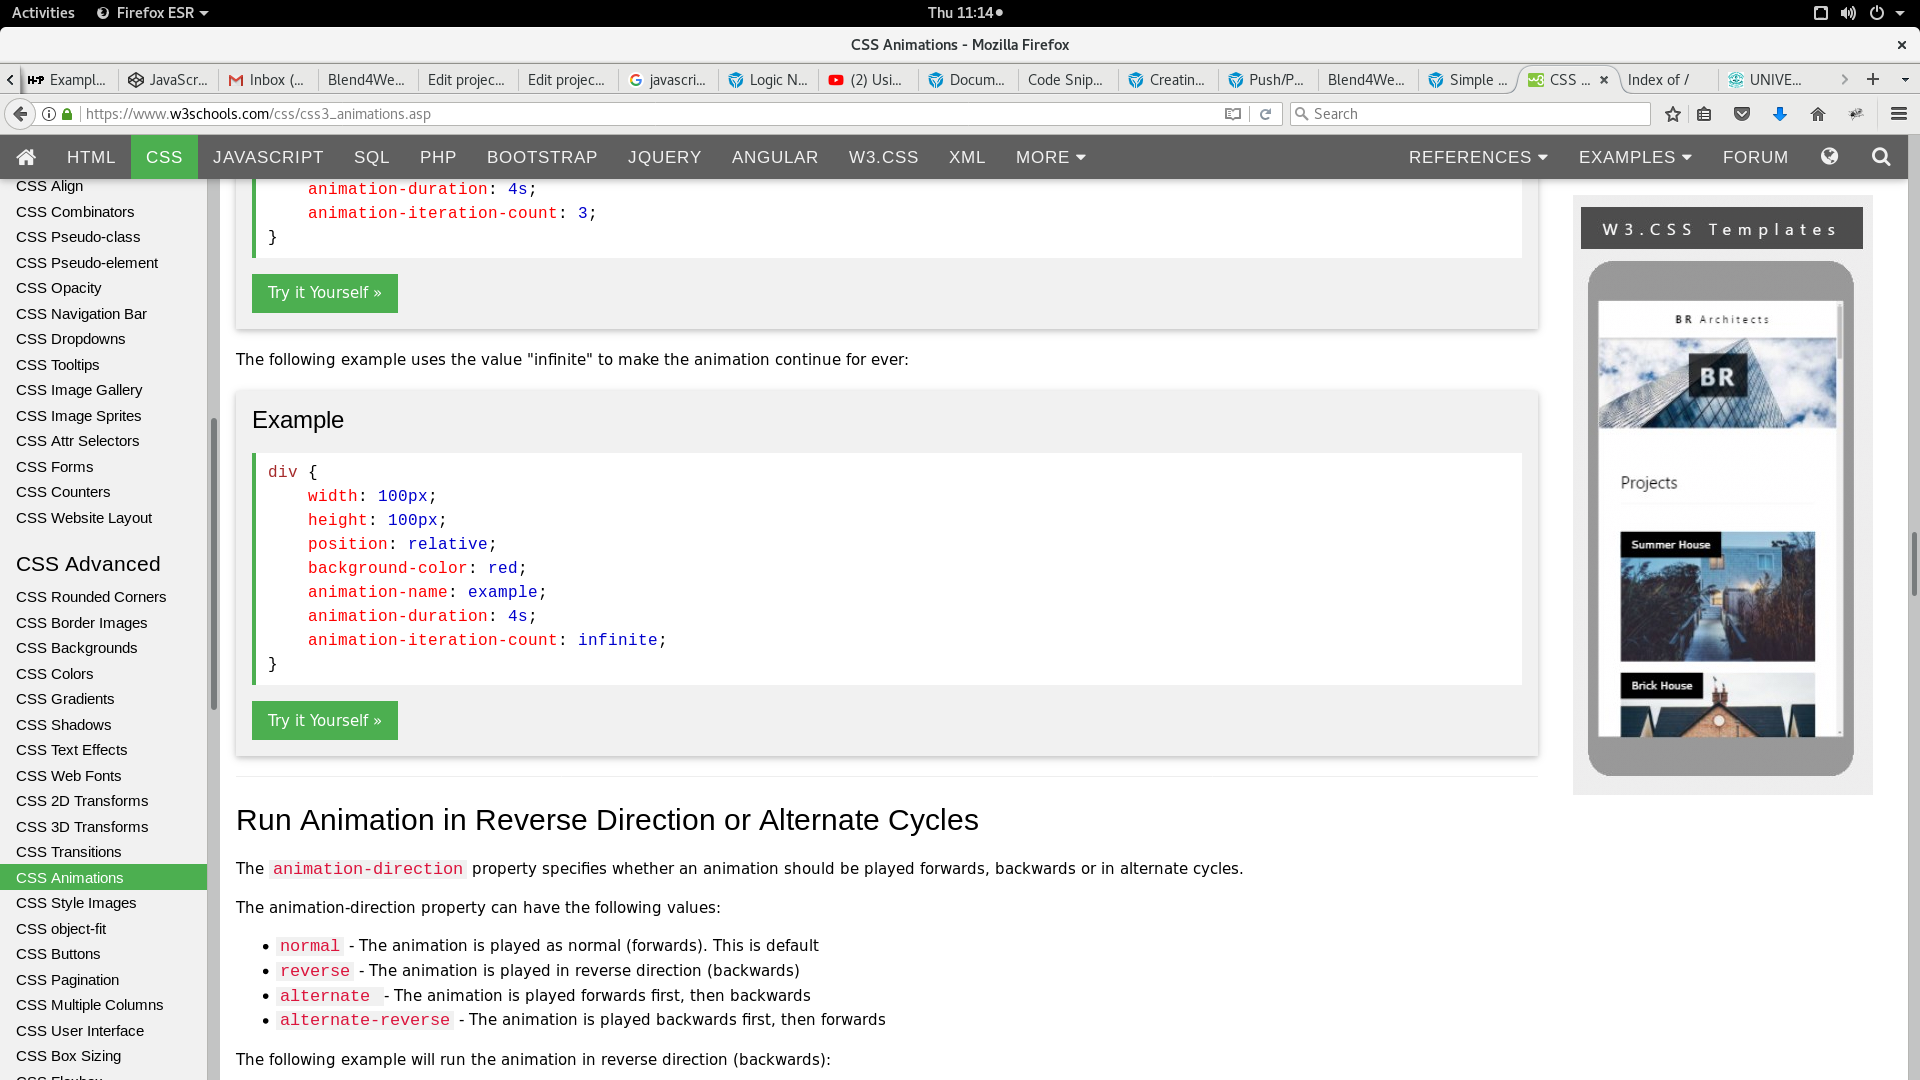 Activities
Firefox ESR
Thu 11:14
CSS Animations - Mozilla Firefox
Exampl...
JavaScr...
Inbox (...
Blend4We...
Edit projec...
Edit projec...
javascri...
Logic N...
(2) Usi...
Docum...
Code Snip...
Creatin...
Push/P...
Blend4We...
Simple ...
CSS ...
Index of /
UNIVE...
https://www.w3schools.com/css/css3_animations.asp
Search
HTML
CSS
JAVASCRIPT
SQL
PHP
BOOTSTRAP
JQUERY
ANGULAR
W3.CSS
XML
MORE
REFERENCES
EXAMPLES
FORUM
CSS Align
CSS Combinators
CSS Pseudo-class
CSS Pseudo-element
CSS Opacity
CSS Navigation Bar
CSS Dropdowns
CSS Tooltips
CSS Image Gallery
CSS Image Sprites
CSS Attr Selectors
CSS Forms
CSS Counters
CSS Website Layout
CSS Advanced
CSS Rounded Corners
CSS Border Images
CSS Backgrounds
CSS Colors
CSS Gradients
CSS Shadows
CSS Text Effects
CSS Web Fonts
CSS 2D Transforms
CSS 3D Transforms
CSS Transitions
CSS Animations
CSS Style Images
CSS object-fit
CSS Buttons
CSS Pagination
CSS Multiple Columns
CSS User Interface
CSS Box Sizing
animation-duration: 4s;
animation-iteration-count: 3;
}
Try it Yourself »
The following example uses the value "infinite" to make the animation continue for ever:
Example
div {
width: 100px;
height: 100px;
position: relative;
background-color: red;
animation-name: example;
animation-duration: 4s;
animation-iteration-count: infinite;
}
Try it Yourself »
Run Animation in Reverse Direction or Alternate Cycles
The animation-direction property specifies whether an animation should be played forwards, backwards or in alternate cycles.
The animation-direction property can have the following values:
• normal - The animation is played as normal (forwards). This is default
• reverse - The animation is played in reverse direction (backwards)
• alternate - The animation is played forwards first, then backwards
• alternate-reverse - The animation is played backwards first, then forwards
The following example will run the animation in reverse direction (backwards):
W3.CSS Templates
BR Architects
BR
Projects
Summer House
Brick House